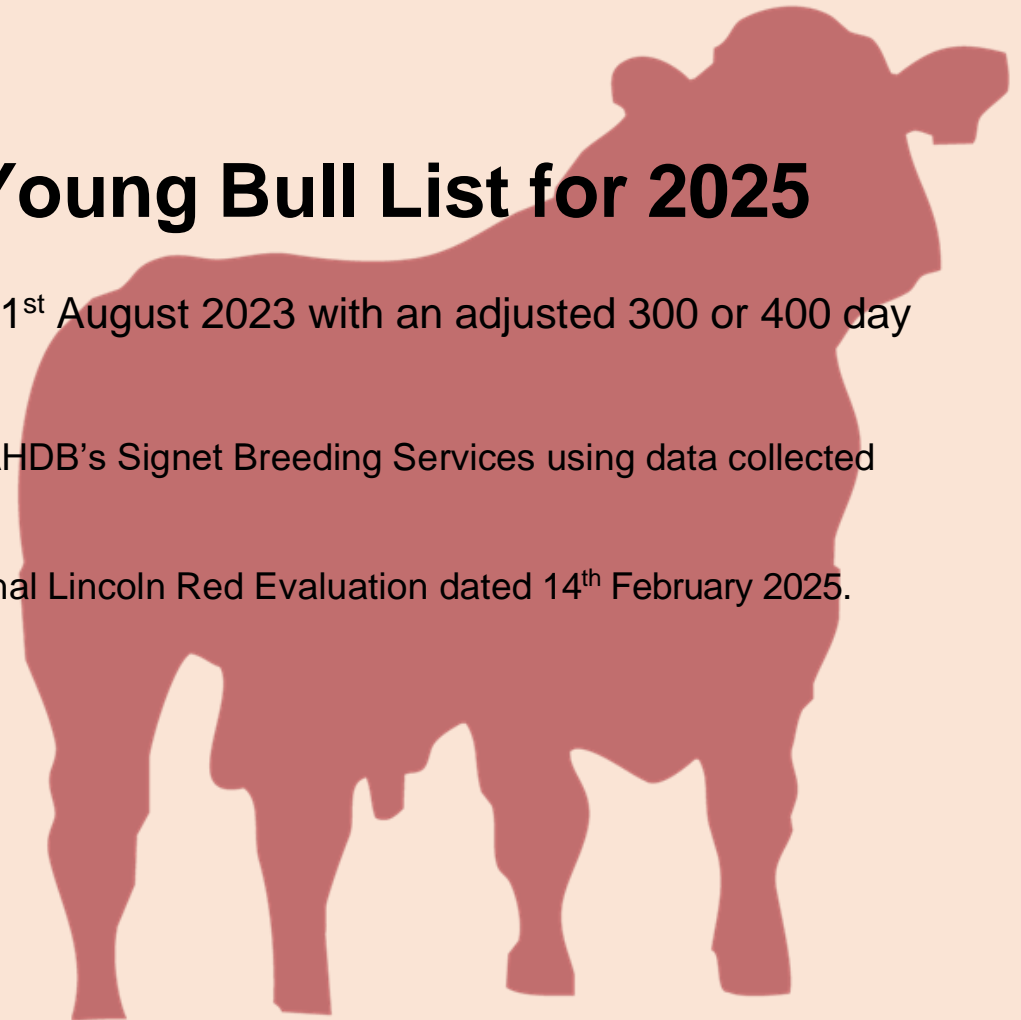 Young Bull List for 2025
1st August 2023 with an adjusted 300 or 400 day
AHDB’s Signet Breeding Services using data collected
nal Lincoln Red Evaluation dated 14th February 2025.